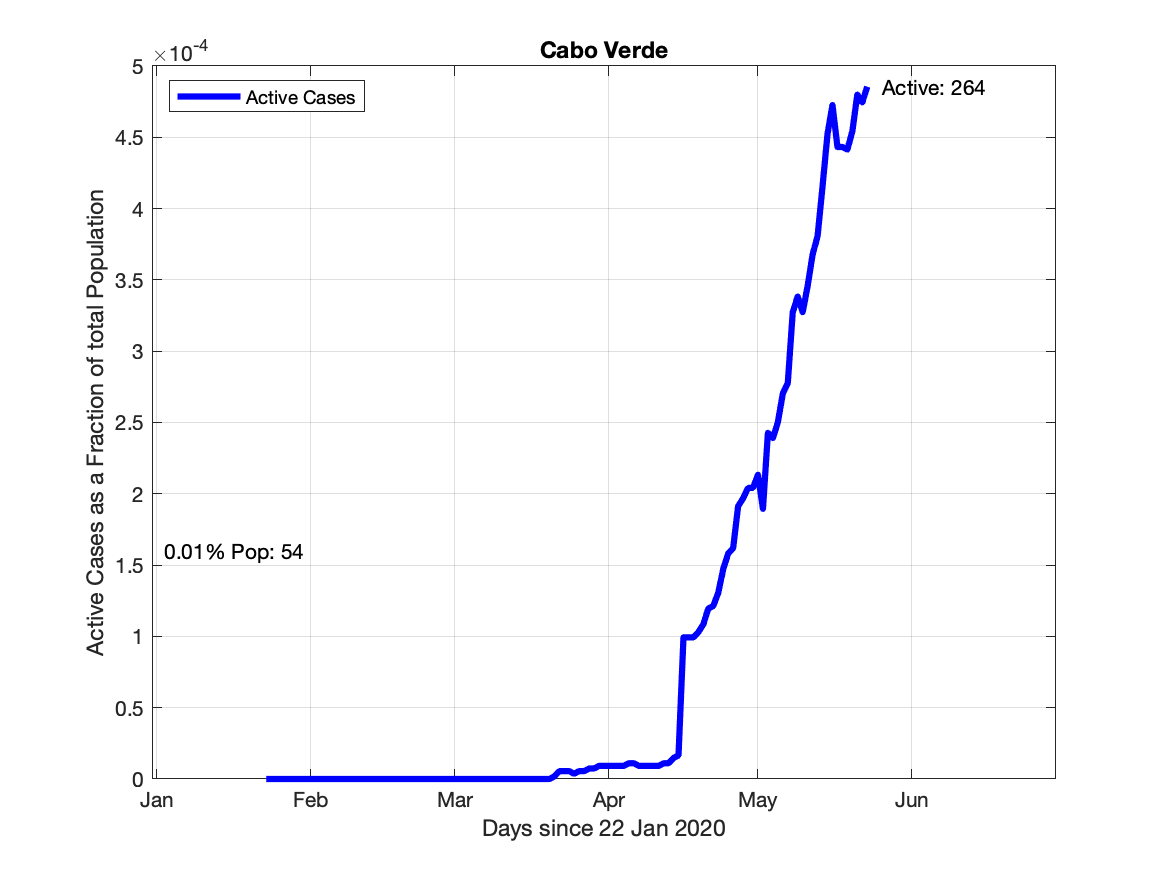 Cabo Verde
×10-4
5
4.5
4
3.5
3
2.5
2
1.5
1
0.5
0
Active Cases as a Fraction of total Population
Active Cases
Active: 264
0.01% Pop: 54
Jan Feb Mar Apr May Jun
Days since 22 Jan 2020